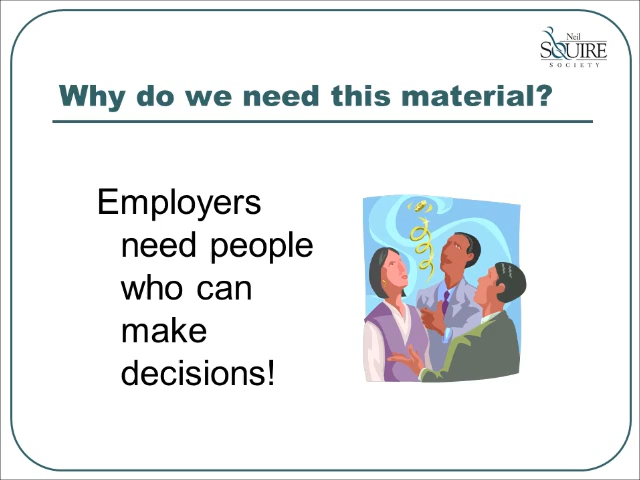 Neil
SQUIRE
SOCIETY
Why do we need this material?
Employers
need people
who can
make
decisions!